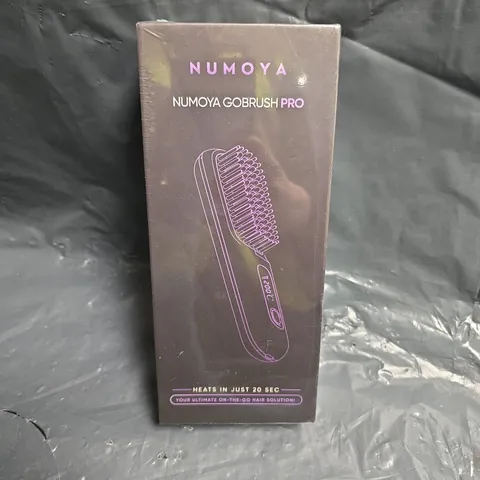 NUMOYA
NUMOYA GOBRUSH PRO
HEATS IN JUST 20 SEC
YOUR ULTIMATE ON-THE-GO HAIR SOLUTION!